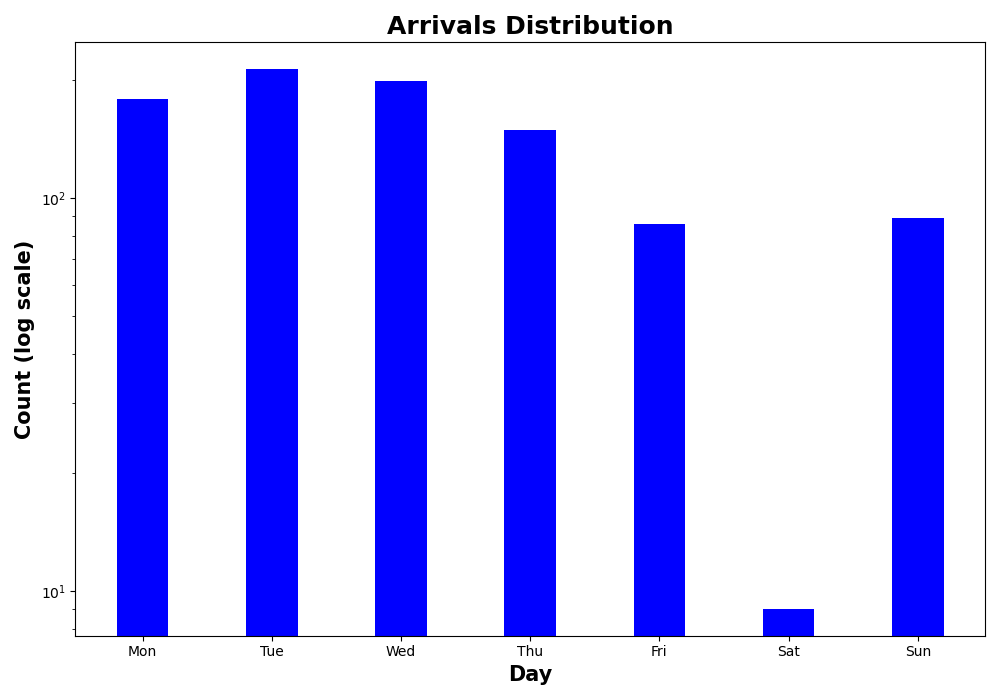 Arrivals Distribution
Count (log scale)
10²
10¹
Mon Tue Wed Thu Fri Sat Sun
Day